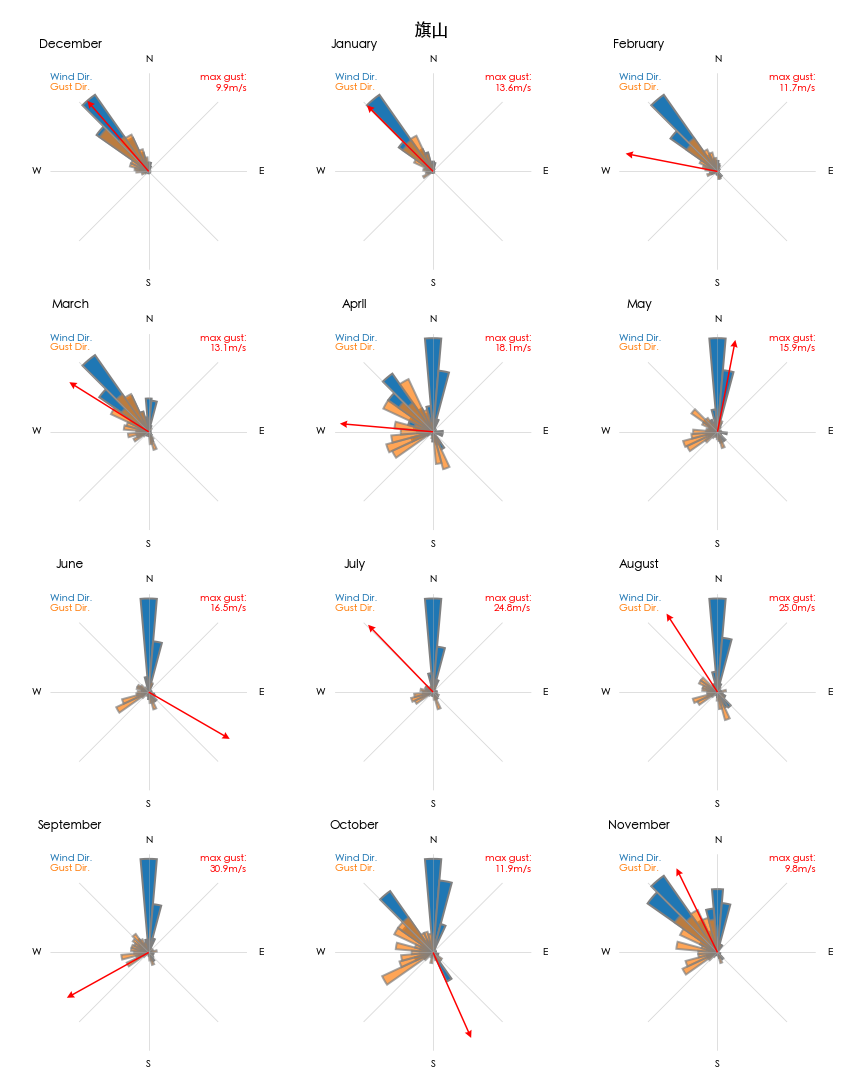 旗山
December
N
Wind Dir.
Gust Dir.
max gust:
9.9m/s
W
E
S
January
N
Wind Dir.
Gust Dir.
max gust:
13.6m/s
W
E
S
February
N
Wind Dir.
Gust Dir.
max gust:
11.7m/s
W
E
S
March
N
Wind Dir.
Gust Dir.
max gust:
13.1m/s
W
E
S
April
N
Wind Dir.
Gust Dir.
max gust:
18.1m/s
W
E
S
May
N
Wind Dir.
Gust Dir.
max gust:
15.9m/s
W
E
S
June
N
Wind Dir.
Gust Dir.
max gust:
16.5m/s
W
E
S
July
N
Wind Dir.
Gust Dir.
max gust:
24.8m/s
W
E
S
August
N
Wind Dir.
Gust Dir.
max gust:
25.0m/s
W
E
S
September
N
Wind Dir.
Gust Dir.
max gust:
30.9m/s
W
E
S
October
N
Wind Dir.
Gust Dir.
max gust:
11.9m/s
W
E
S
November
N
Wind Dir.
Gust Dir.
max gust:
9.8m/s
W
E
S